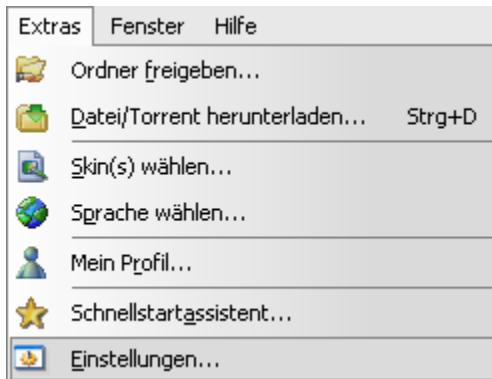 Extras Fenster Hilfe
Ordner freigeben...
Datei/Torrent herunterladen... Strg+D
Skin(s) wählen...
Sprache wählen...
Mein Profil...
Schnellstartassistent...
Einstellungen...